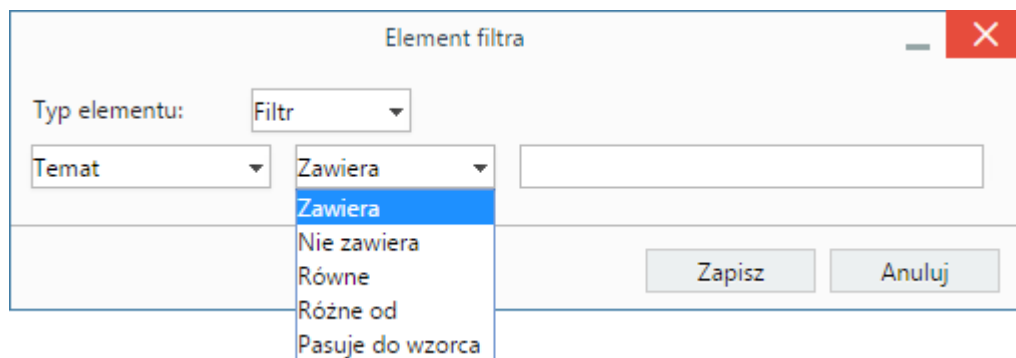 Element filtra
Typ elementu: Filtr
Temat Zawiera
Zawiera
Nie zawiera
Równe
Różne od
Pasuje do wzorca
Zapisz Anuluj